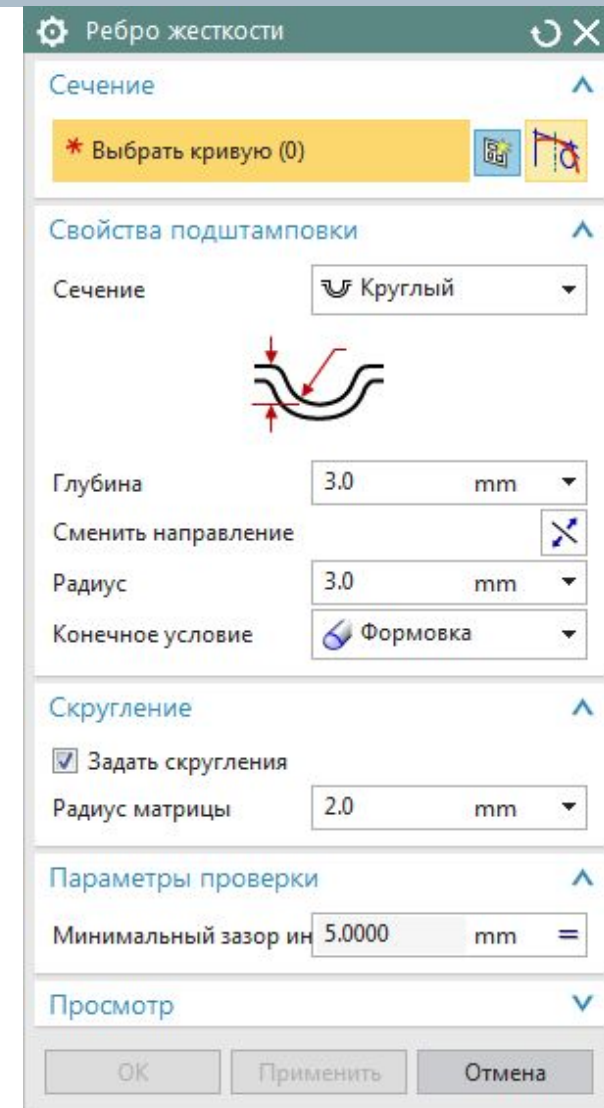 Ребро жесткости
Сечение
* Выбрать кривую (0)
Свойства подштамповки
Сечение Круглый
Глубина 3.0 mm
Сменить направление
Радиус 3.0 mm
Конечное условие Формовка
Скругление
Задать скругления
Радиус матрицы 2.0 mm
Параметры проверки
Минимальный зазор ин 5.0000 mm =
Просмотр
ОК Применить Отмена